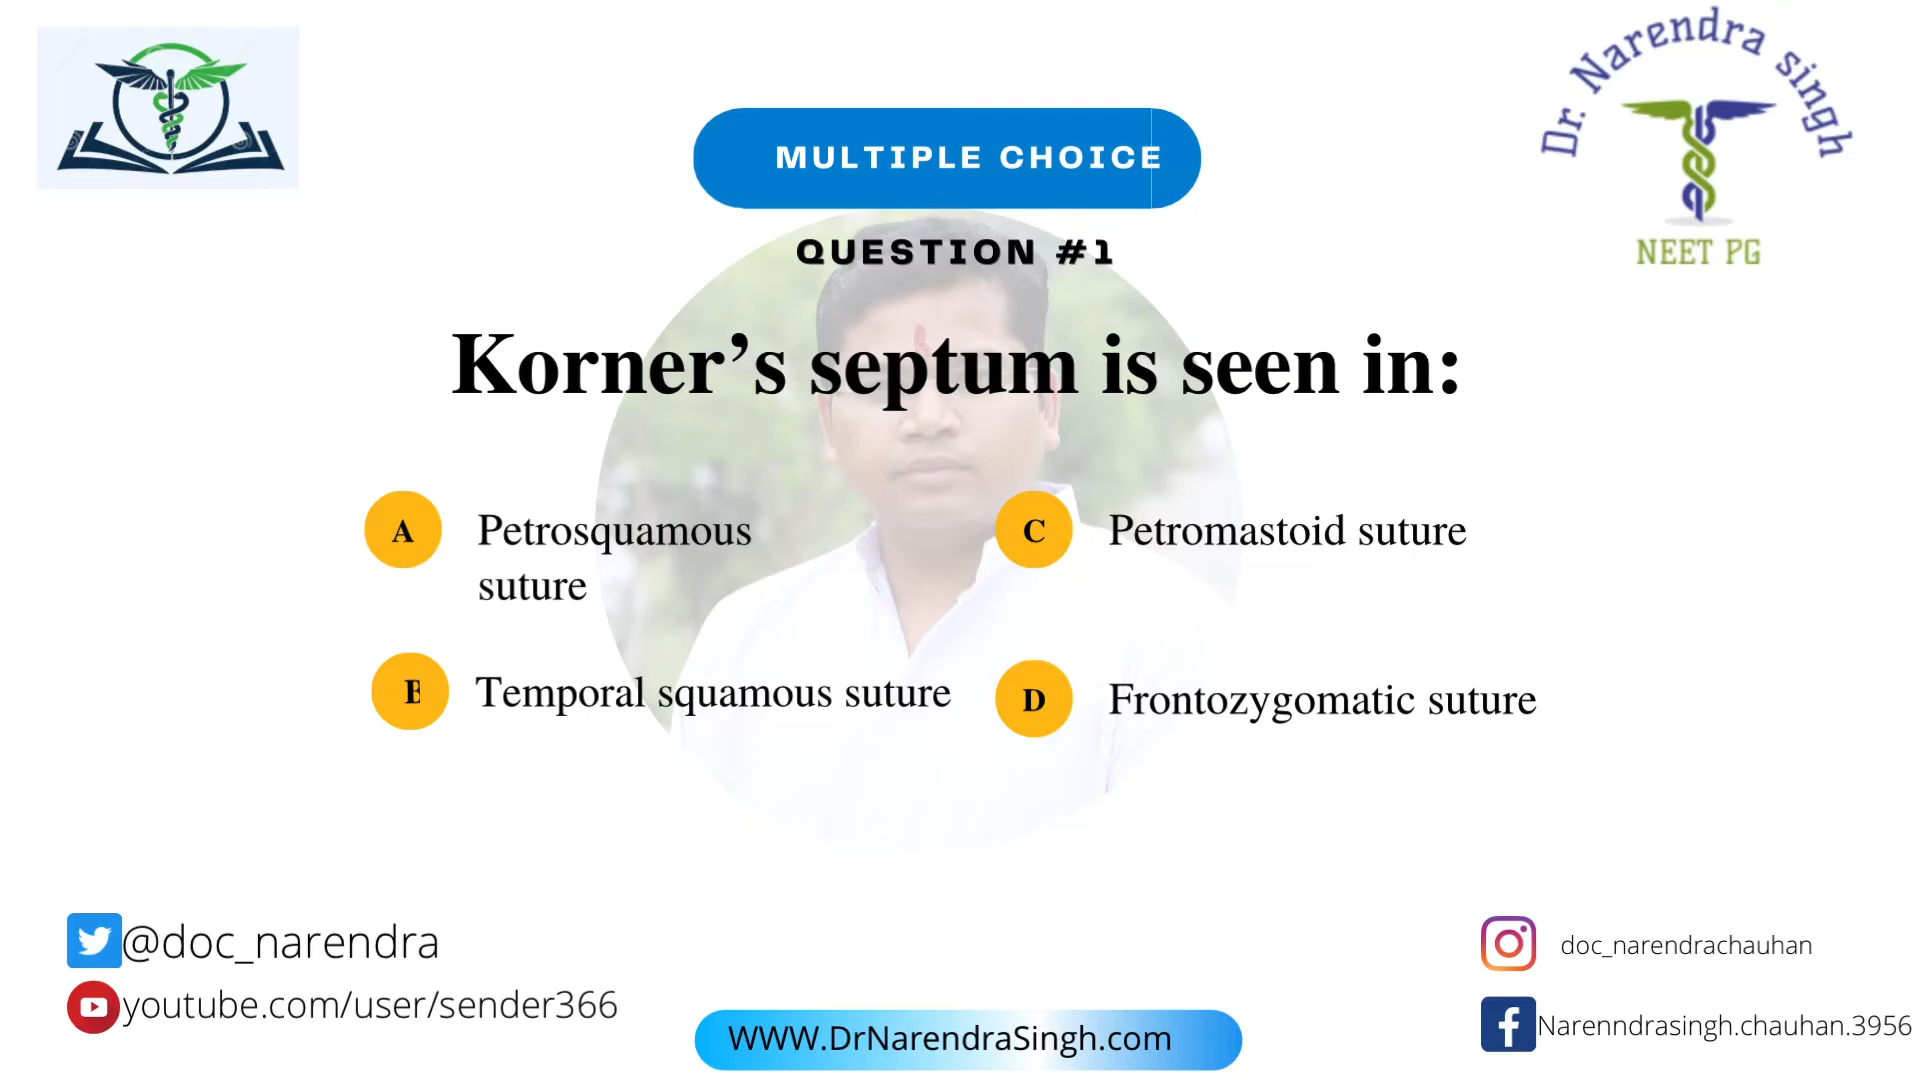 Dr. Narendra singh
NEET PG
MULTIPLE CHOICE
QUESTION #1
Korner’s septum is seen in:
A Petrosquamous
suture
C Petromastoid suture
B Temporal squamous suture
D Frontozygomatic suture
@doc_narendra
youtube.com/user/sender366
WWW.DrNarendraSingh.com
doc_narendrachauhan
Narenndrasingh.chauhan.3956